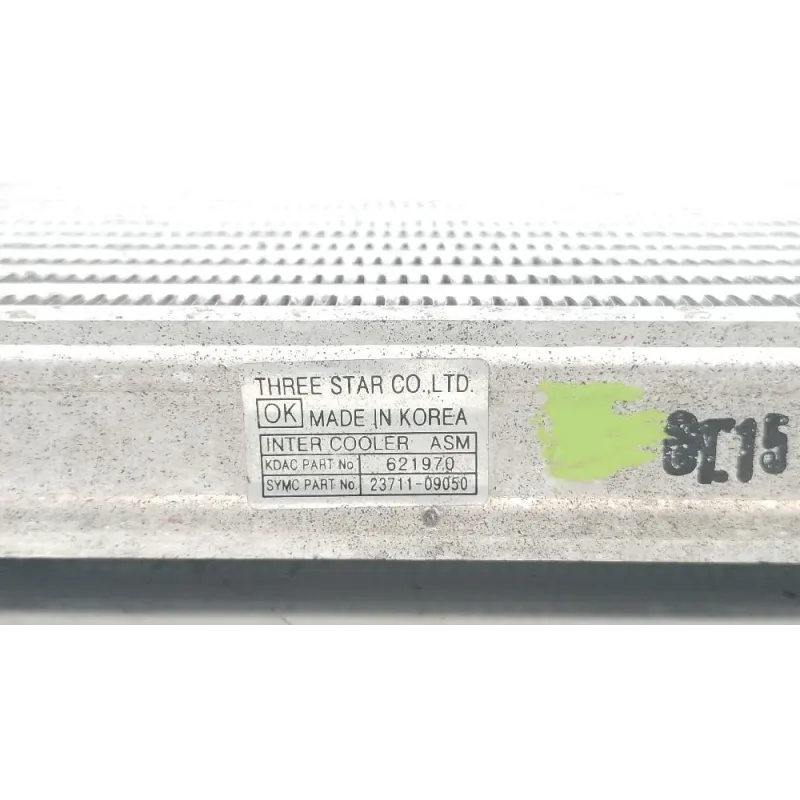 THREE STAR CO.,LTD.
OK MADE IN KOREA
INTER COOLER ASM
KDAC PART No 621970
SYMC PART No. 23711-09050